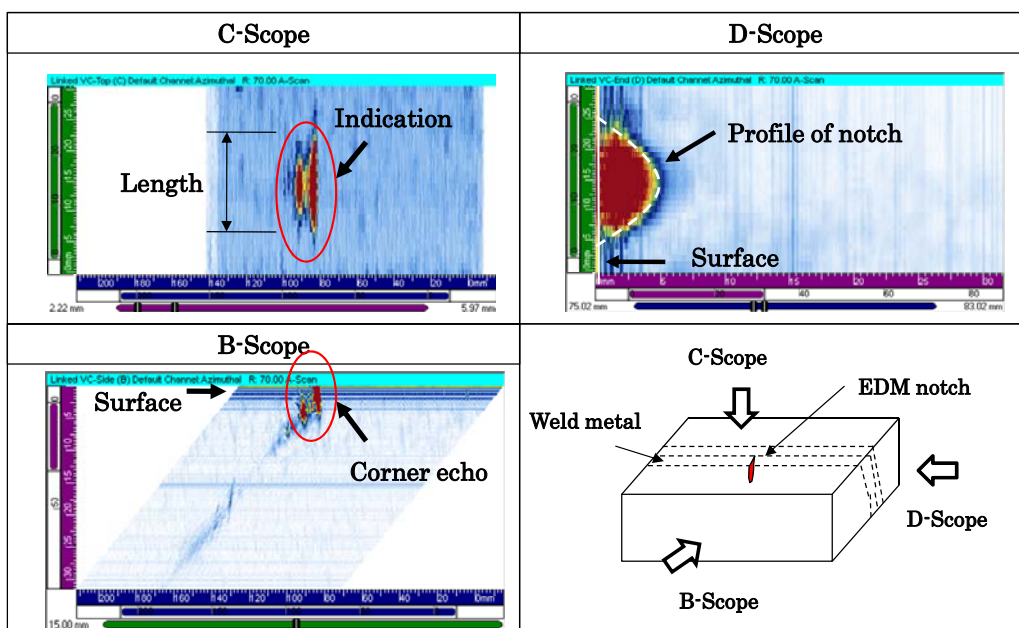 C-Scope
Linked VC-Top (C) Default Channel Azimuthal R: 70.00 A-Scan
Indication
Length
2.22 mm
5.97 mm
D-Scope
Linked VC-End (D) Default Channel Azimuthal R: 70.00 A-Scan
Profile of notch
Surface
75.02 mm
83.02 mm
B-Scope
Linked VC-Side (B) Default Channel Azimuthal R: 70.00 A-Scan
Surface
Corner echo
15.00 mm
C-Scope
EDM notch
Weld metal
D-Scope
B-Scope